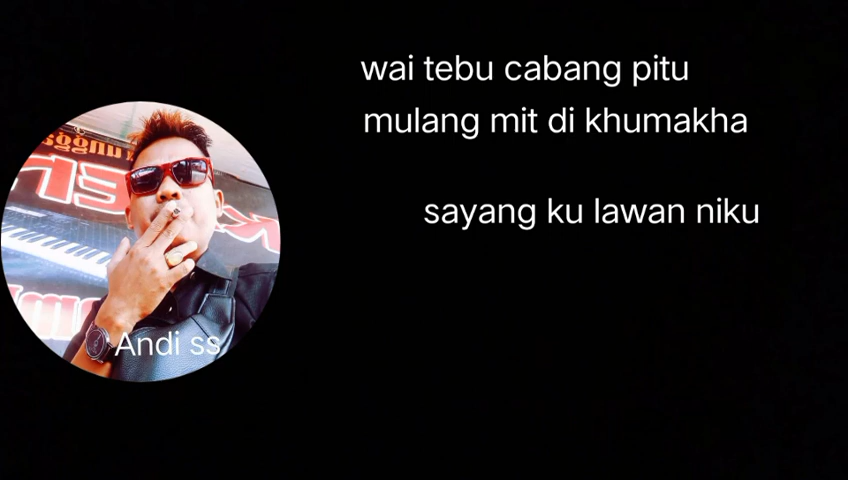 wai tebu cabang pitu
mulang mit di khumakha
sayang ku lawan niku
Andi ss